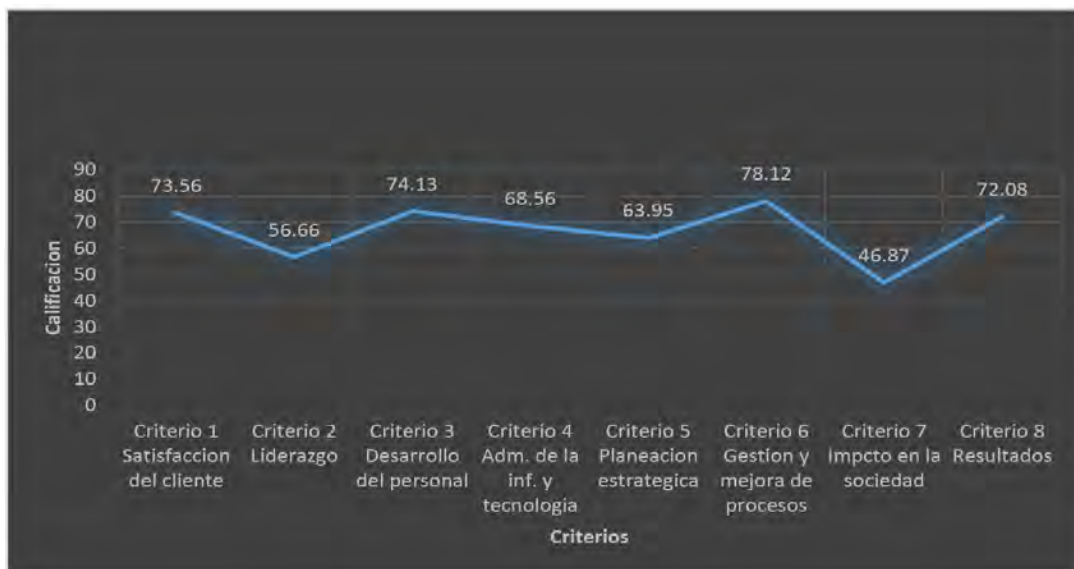 90
80
70
60
50
40
30
20
10
0
Calificacion
73.56
56.66
74.13
68.56
63.95
78.12
46.87
72.08
Criterio 1
Satisfaccion
del cliente
Criterio 2
Liderazgo
Criterio 3
Desarrollo
del personal
Criterio 4
Adm. de la
inf. y
tecnologia
Criterio 5
Planeacion
estrategica
Criterio 6
Gestion y
mejora de
procesos
Criterio 7
Impcto en la
sociedad
Criterio 8
Resultados
Criterios